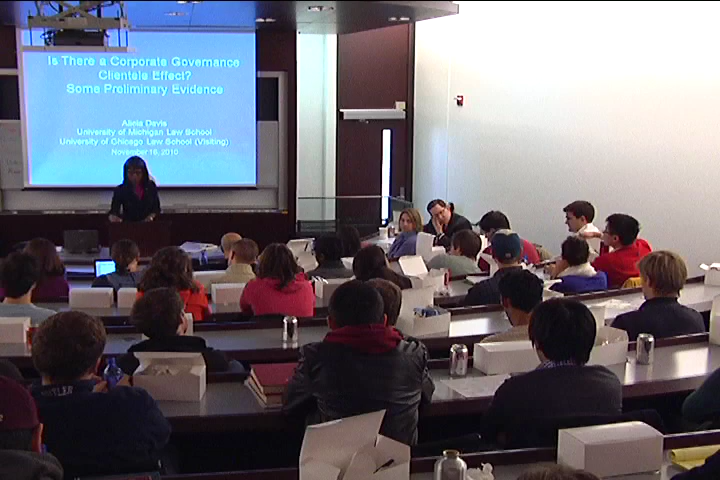 Is There a Corporate Governance
Clientele Effect?
Some Preliminary Evidence
Alicia Davis
University of Michigan Law School
University of Chicago Law School (Visiting)
November 16, 2010